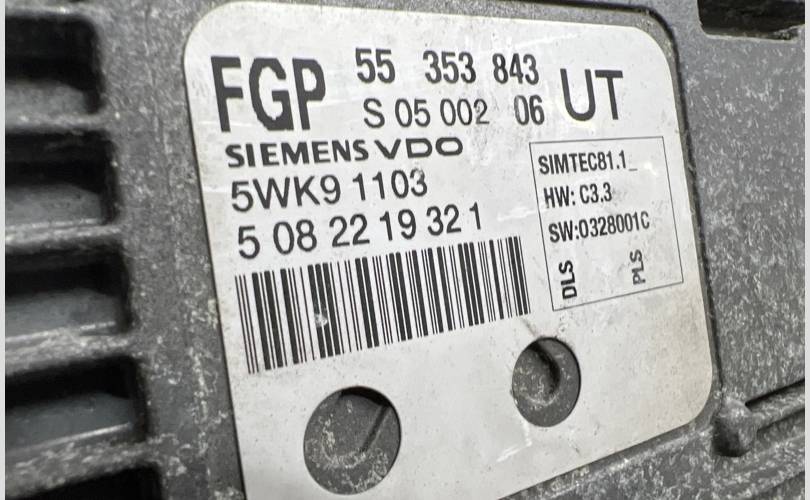 FGP 55 353 843 UT
S 05 002 06
SIEMENS VDO
5WK9 1103
5 08 22 19 32 1
SIMTEC81.1_
HW: C3.3
SW:0328001C
DLS PLS